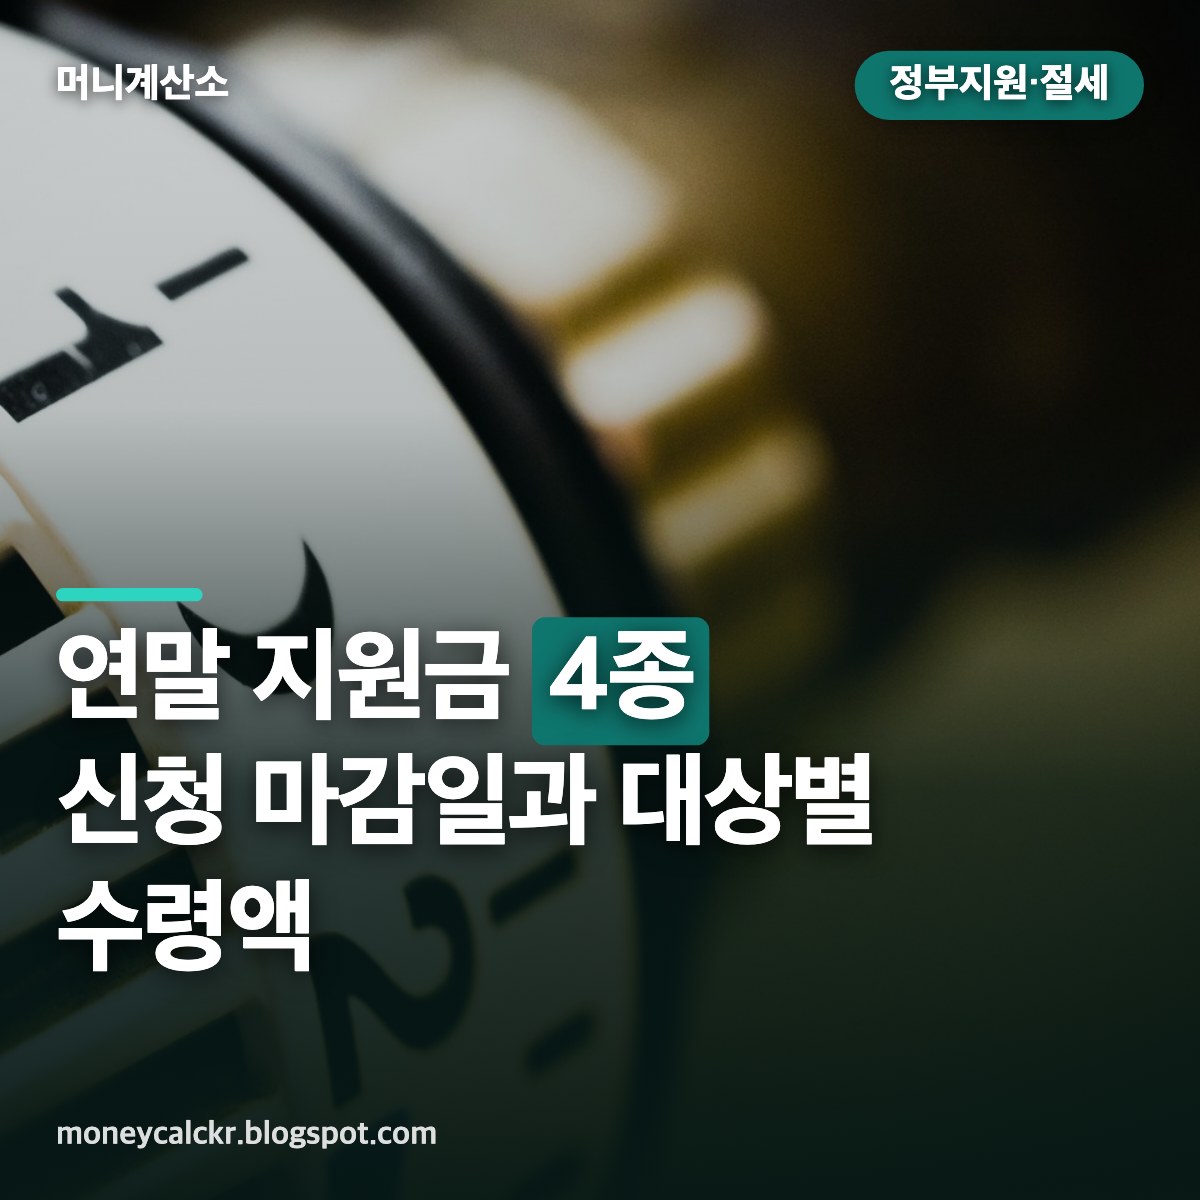 머니계산소
정부지원·절세
연말 지원금 4종
신청 마감일과 대상별
수령액
moneycalckr.blogspot.com